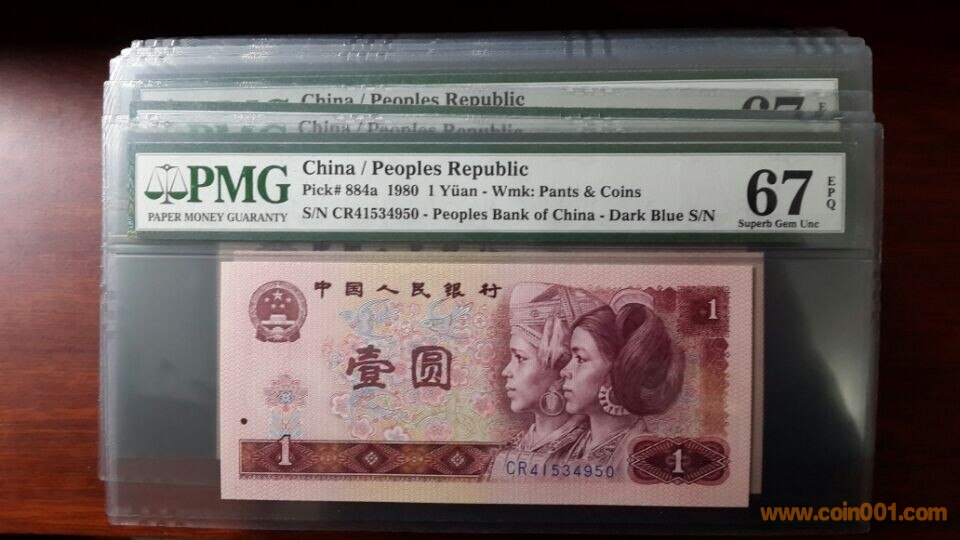 China / Peoples Republic
67
E
P
PMG
China / Peoples Republic
PMG
PAPER MONEY GUARANTY
China / Peoples Republic
Pick# 884a 1980 1 Yüan - Wmk: Pants & Coins
S/N CR41534950 - Peoples Bank of China - Dark Blue S/N
67
EPQ
Superb Gem Unc
中国人民银行
1
壹圆
1
CR41534950
1
www.coin001.com